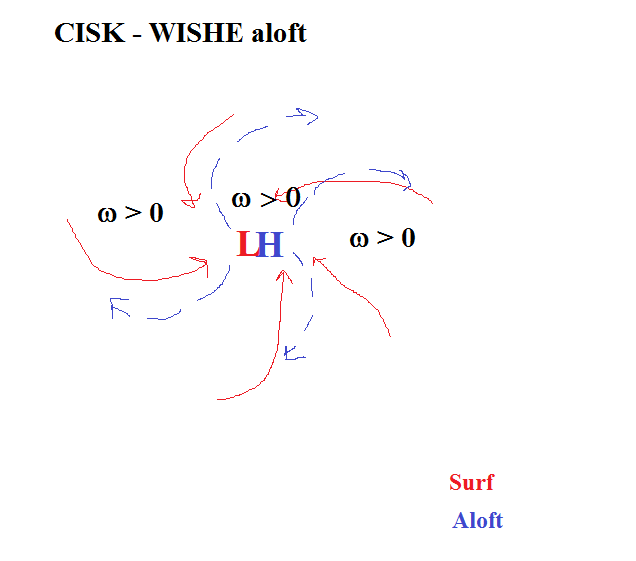 CISK - WISHE aloft
ω > 0
ω > 0
ω > 0
LH
Surf
Aloft